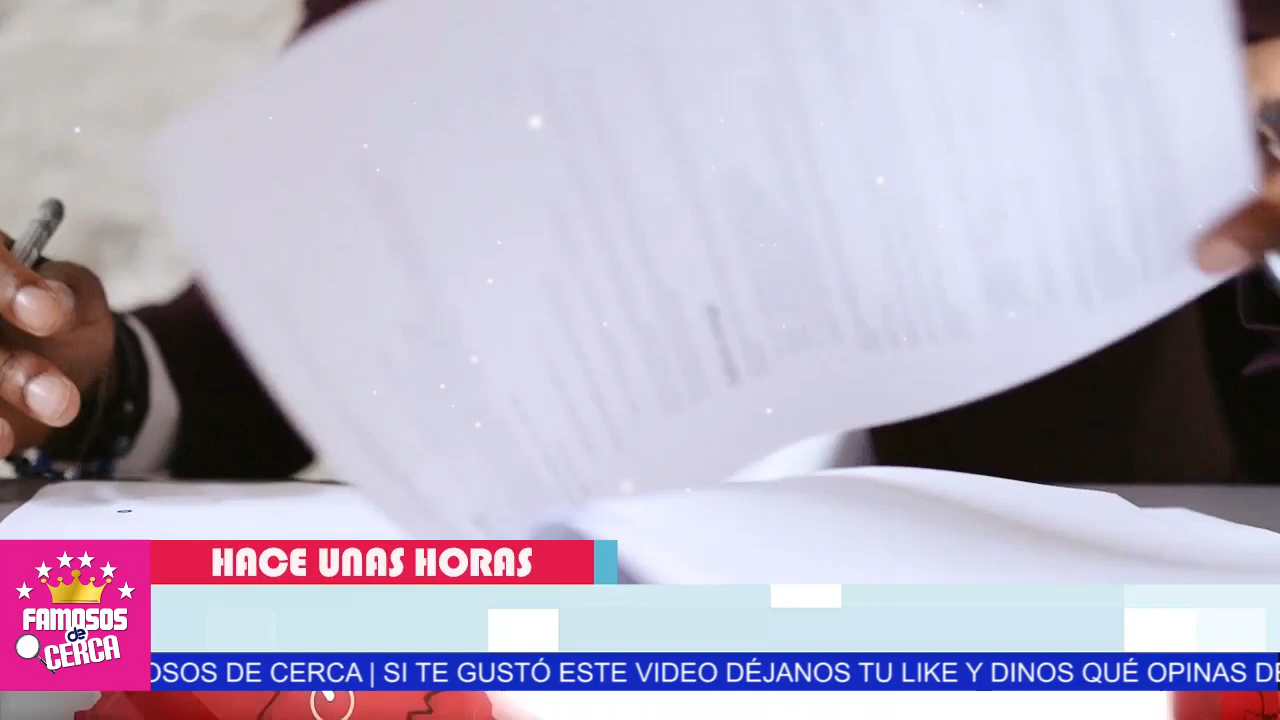 HACE UNAS HORAS
FAMOSOS
de
CERCA
OSOS DE CERCA | SI TE GUSTÓ ESTE VIDEO DÉJANOS TU LIKE Y DINOS QUÉ OPINAS DE